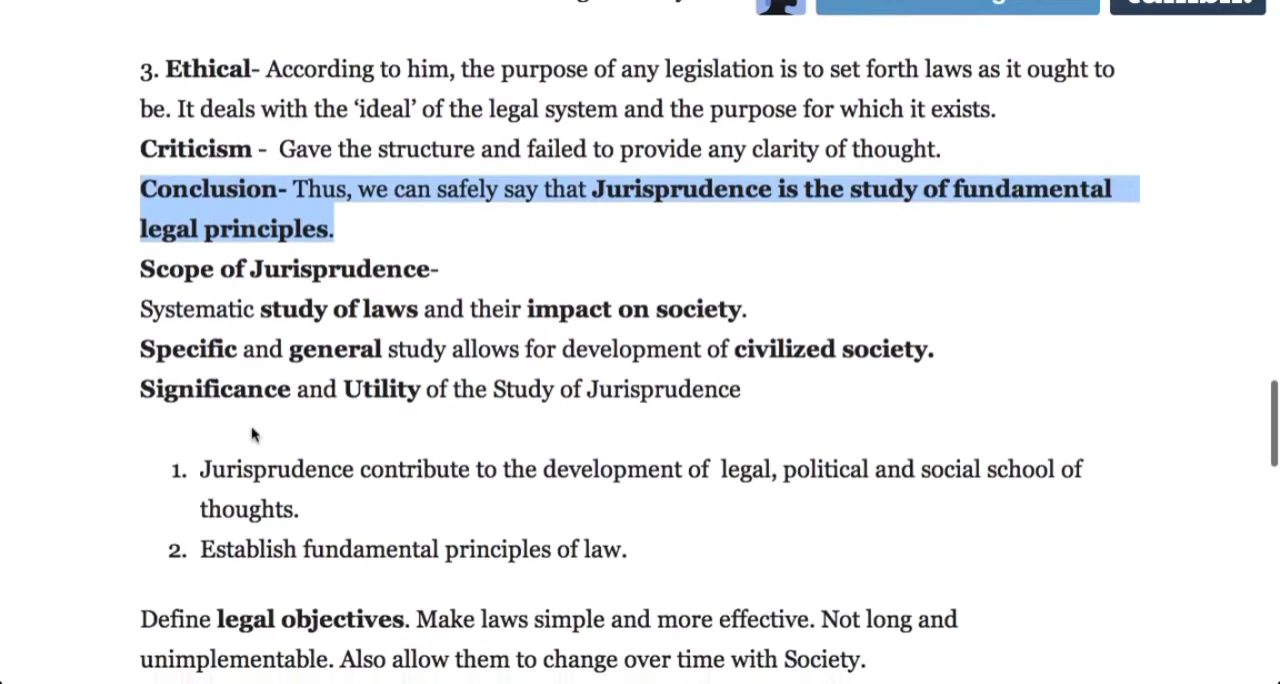 3. Ethical- According to him, the purpose of any legislation is to set forth laws as it ought to
be. It deals with the ‘ideal’ of the legal system and the purpose for which it exists.
Criticism - Gave the structure and failed to provide any clarity of thought.
Conclusion- Thus, we can safely say that Jurisprudence is the study of fundamental
legal principles.
Scope of Jurisprudence-
Systematic study of laws and their impact on society.
Specific and general study allows for development of civilized society.
Significance and Utility of the Study of Jurisprudence
1. Jurisprudence contribute to the development of legal, political and social school of
thoughts.
2. Establish fundamental principles of law.
Define legal objectives. Make laws simple and more effective. Not long and
unimplementable. Also allow them to change over time with Society.